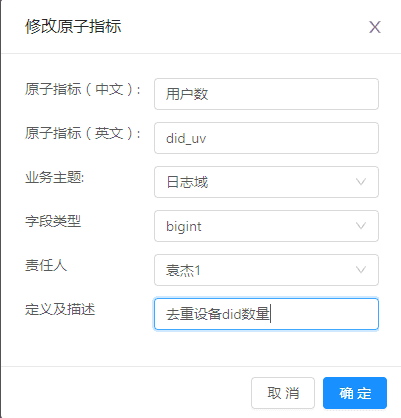 修改原子指标
原子指标（中文）: 用户数
原子指标（英文）: did_uv
业务主题: 日志域
字段类型 bigint
责任人 袁杰1
定义及描述 去重设备did数量
取 消 确 定